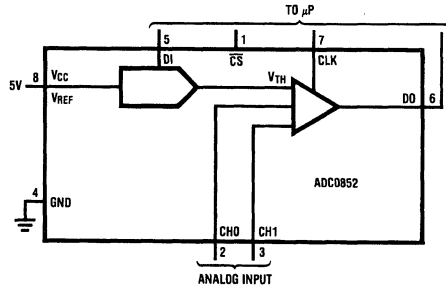 TO μP
5 1 7
DI CS CLK
5V 8 VCC VREF
VTH
DO 6
ADC0852
4 GND
CH0 CH1
2 3
ANALOG INPUT